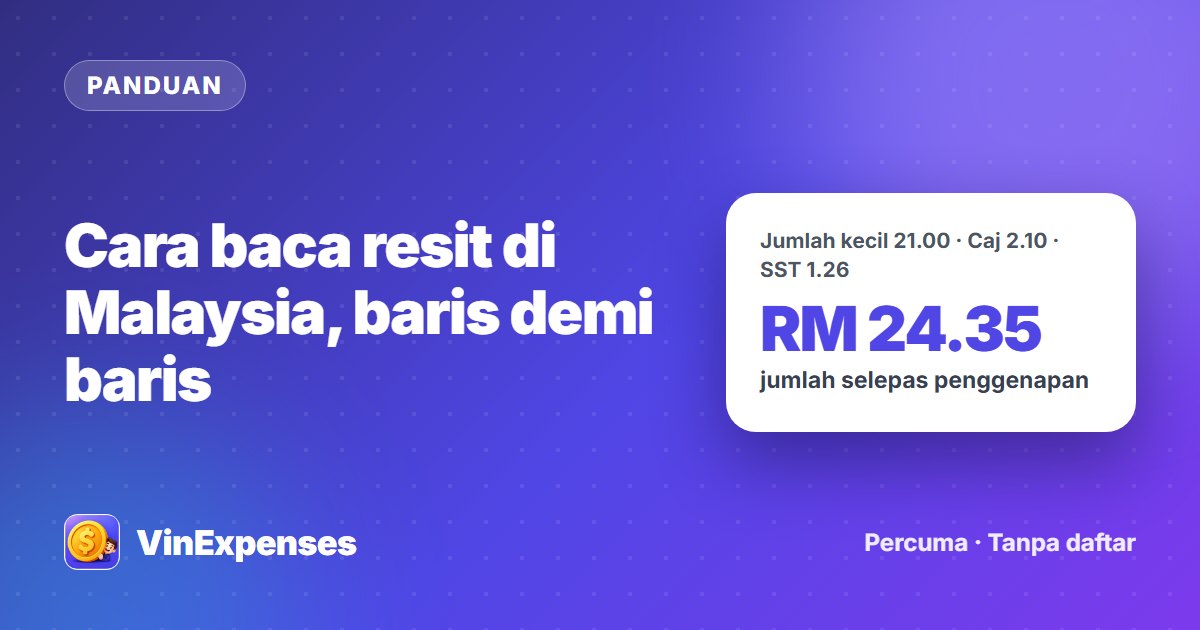 PANDUAN
Cara baca resit di
Malaysia, baris demi
baris
Jumlah kecil 21.00 · Caj 2.10 ·
SST 1.26
RM 24.35
jumlah selepas penggenapan
VinExpenses
Percuma · Tanpa daftar